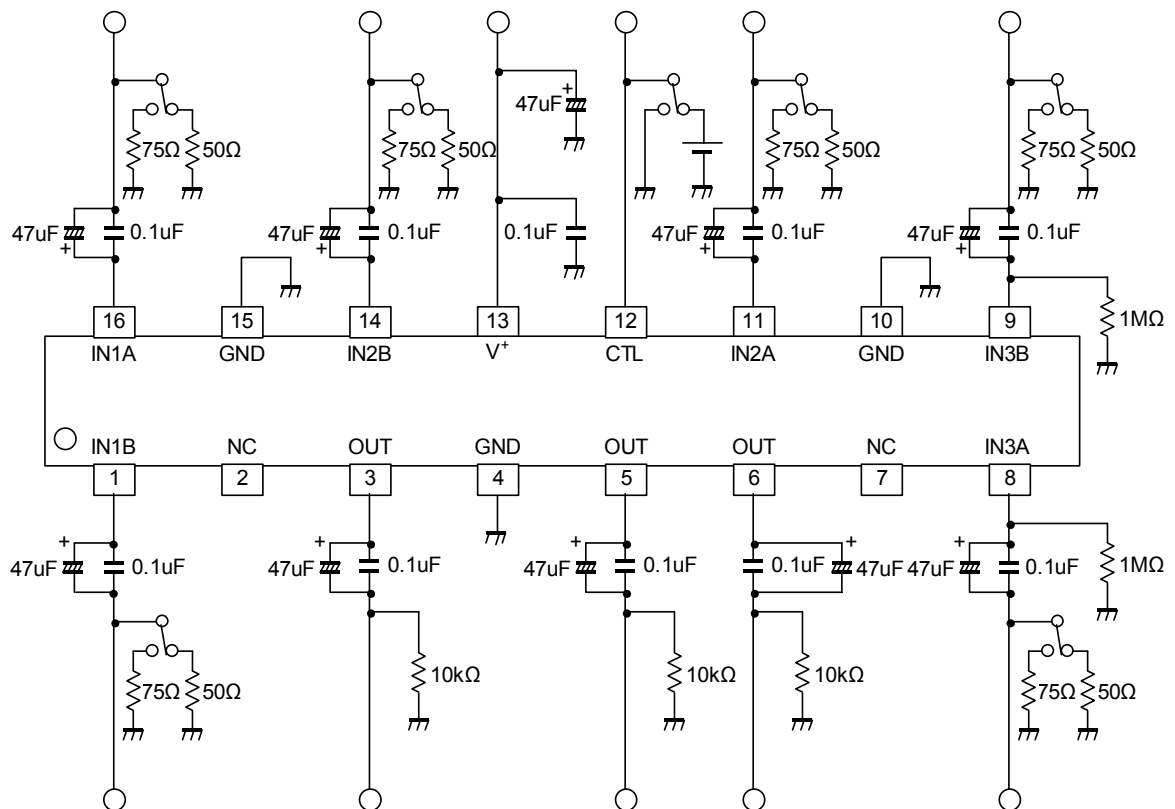 47uF
+
75Ω 50Ω 75Ω 50Ω 75Ω 50Ω 75Ω 50Ω
47uF
+
0.1uF
47uF
+
0.1uF
0.1uF
47uF
+
0.1uF
47uF
+
0.1uF
16 15 14 13 12 11 10 9
1MΩ
IN1A GND IN2B V+ CTL IN2A GND IN3B
IN1B NC OUT GND OUT OUT NC IN3A
1 2 3 4 5 6 7 8
+ + + + +
47uF 0.1uF 47uF 0.1uF 47uF 0.1uF 0.1uF 47uF 47uF 0.1uF 1MΩ
75Ω 50Ω 10kΩ 10kΩ 10kΩ 75Ω 50Ω